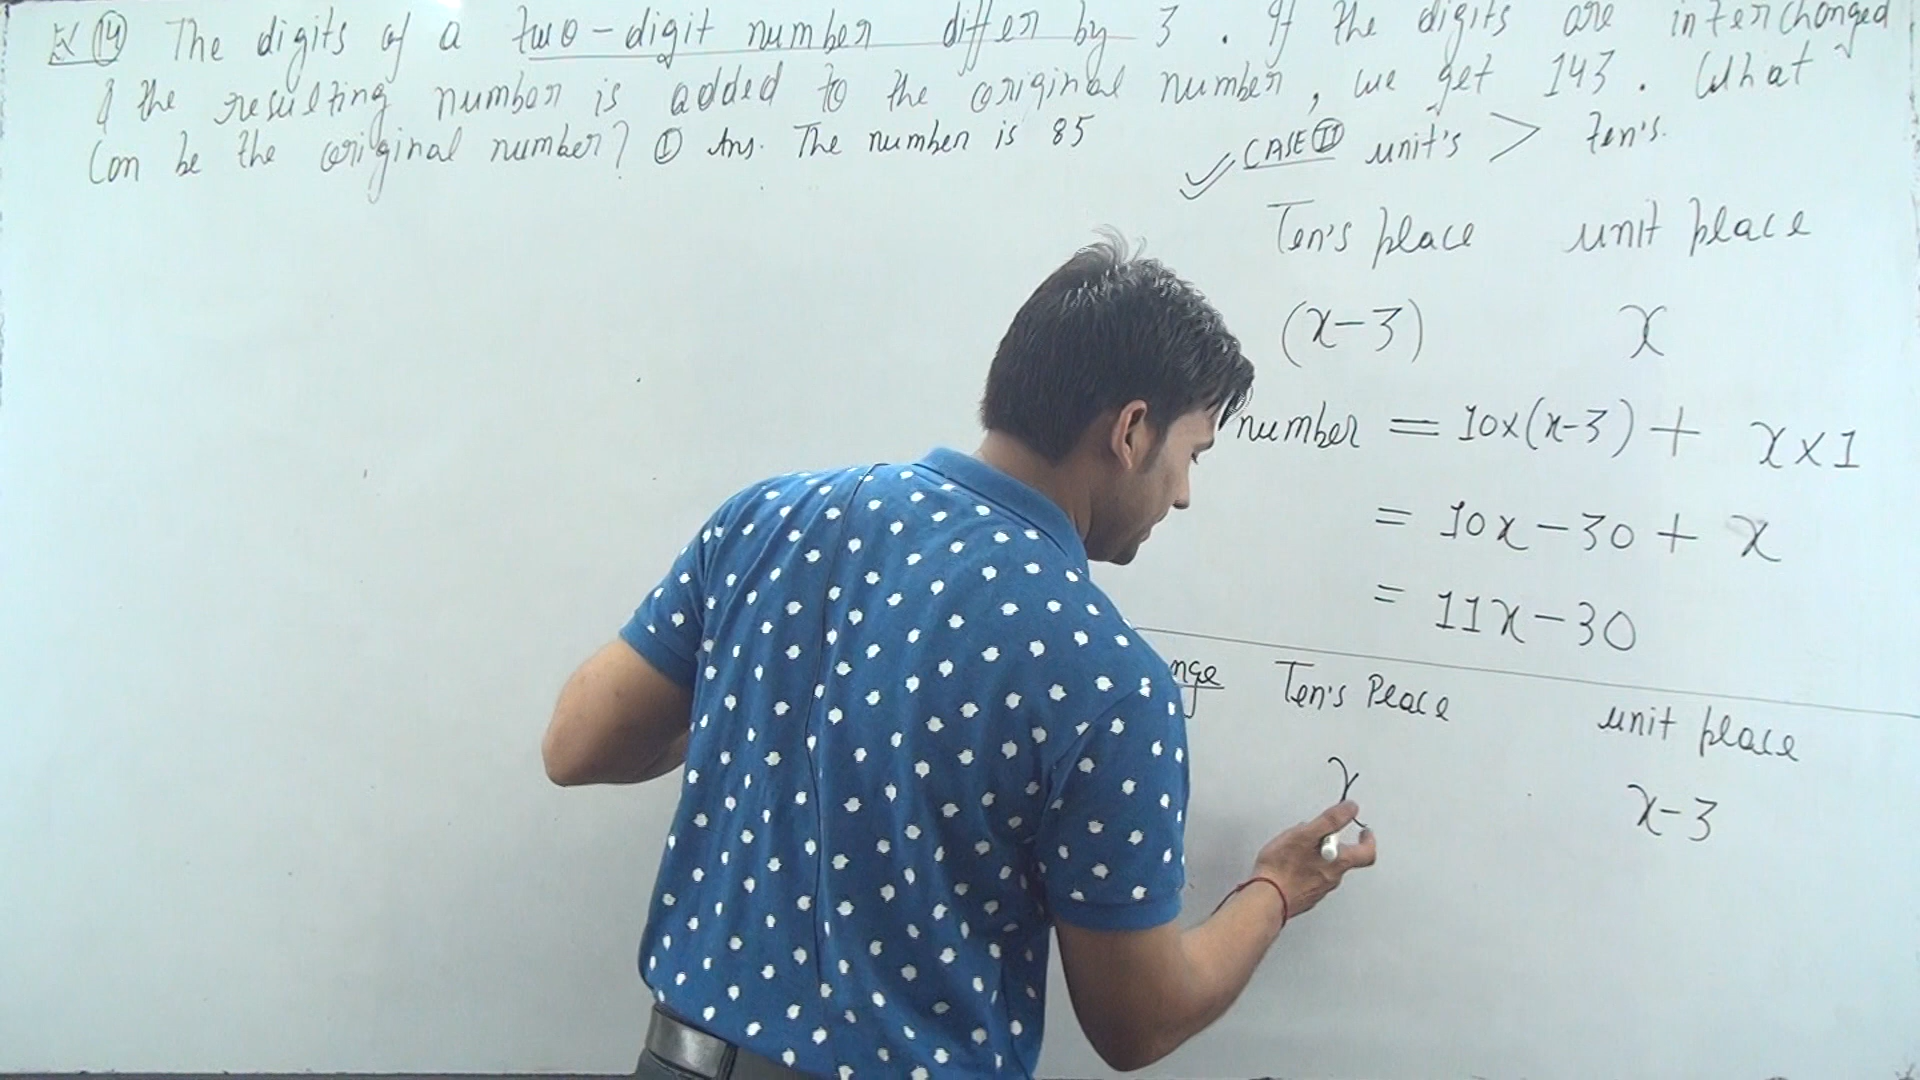 Ex (14) The digits of a two-digit number differ by 3. If the digits are interchanged
& the resulting number is added to the original number, we get 143. What
can be the original number? ① Ans. The number is 85
CASE II unit's > ten's.
Ten's place unit place
(x-3) x
number = 10x(x-3) + x×1
= 10x-30 + x
= 11x-30
nge Ten's Place unit place
x x-3